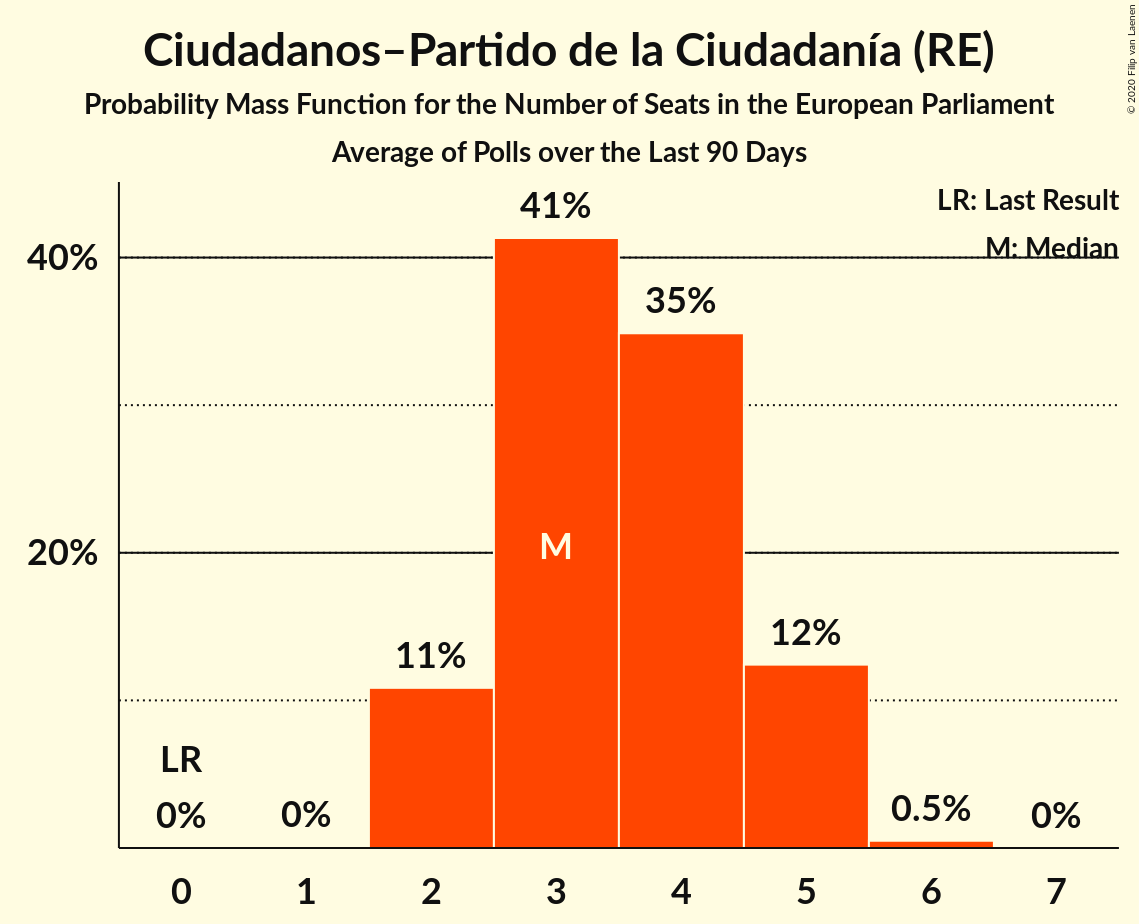 Ciudadanos–Partido de la Ciudadanía (RE)
Probability Mass Function for the Number of Seats in the European Parliament
Average of Polls over the Last 90 Days
© 2020 Filip van Laenen
LR: Last Result
M: Median
40%
20%
41%
35%
M
12%
11%
LR
0%
0%
0.5%
0%
0 1 2 3 4 5 6 7